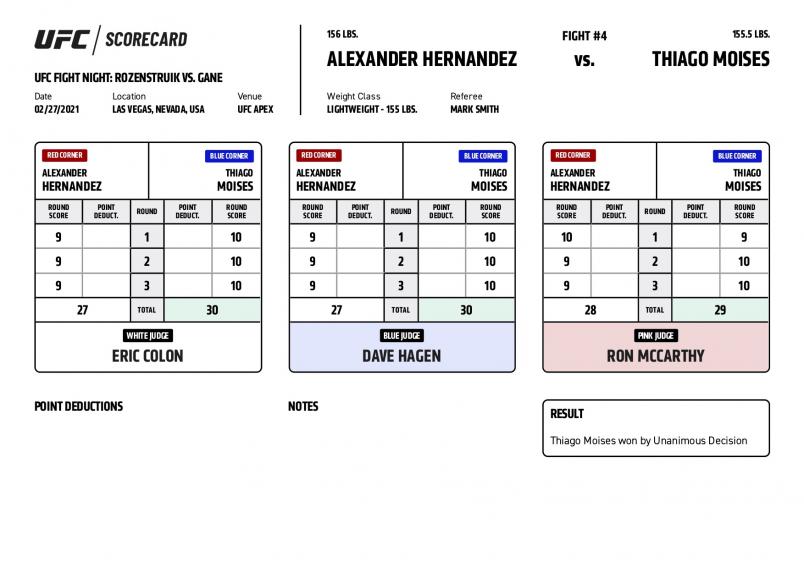 UFC / SCORECARD
UFC FIGHT NIGHT: ROZENSTRUIK VS. GANE
Date Location Venue
02/27/2021 LAS VEGAS, NEVADA, USA UFC APEX
156 LBS. FIGHT #4 155.5 LBS.
ALEXANDER HERNANDEZ VS. THIAGO MOISES
Weight Class Referee
LIGHTWEIGHT - 155 LBS. MARK SMITH
RED CORNER BLUE CORNER
ALEXANDER THIAGO
HERNANDEZ MOISES
ROUND POINT ROUND POINT ROUND
SCORE DEDUCT. DEDUCT. SCORE
9 1 10
9 2 10
9 3 10
27 TOTAL 30
WHITE JUDGE
ERIC COLON
RED CORNER BLUE CORNER
ALEXANDER THIAGO
HERNANDEZ MOISES
ROUND POINT ROUND POINT ROUND
SCORE DEDUCT. DEDUCT. SCORE
9 1 10
9 2 10
9 3 10
27 TOTAL 30
BLUE JUDGE
DAVE HAGEN
RED CORNER BLUE CORNER
ALEXANDER THIAGO
HERNANDEZ MOISES
ROUND POINT ROUND POINT ROUND
SCORE DEDUCT. DEDUCT. SCORE
10 1 9
9 2 10
9 3 10
28 TOTAL 29
PINK JUDGE
RON MCCARTHY
POINT DEDUCTIONS
NOTES
RESULT
Thiago Moises won by Unanimous Decision